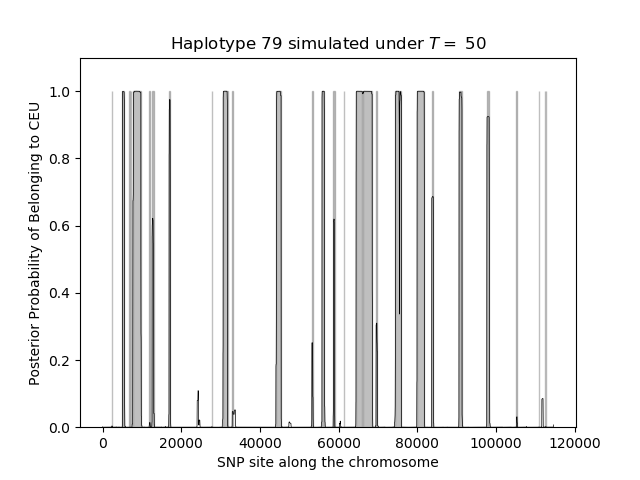 Haplotype 79 simulated under T = 50
Posterior Probability of Belonging to CEU
1.0
0.8
0.6
0.4
0.2
0.0
0 20000 40000 60000 80000 100000 120000
SNP site along the chromosome